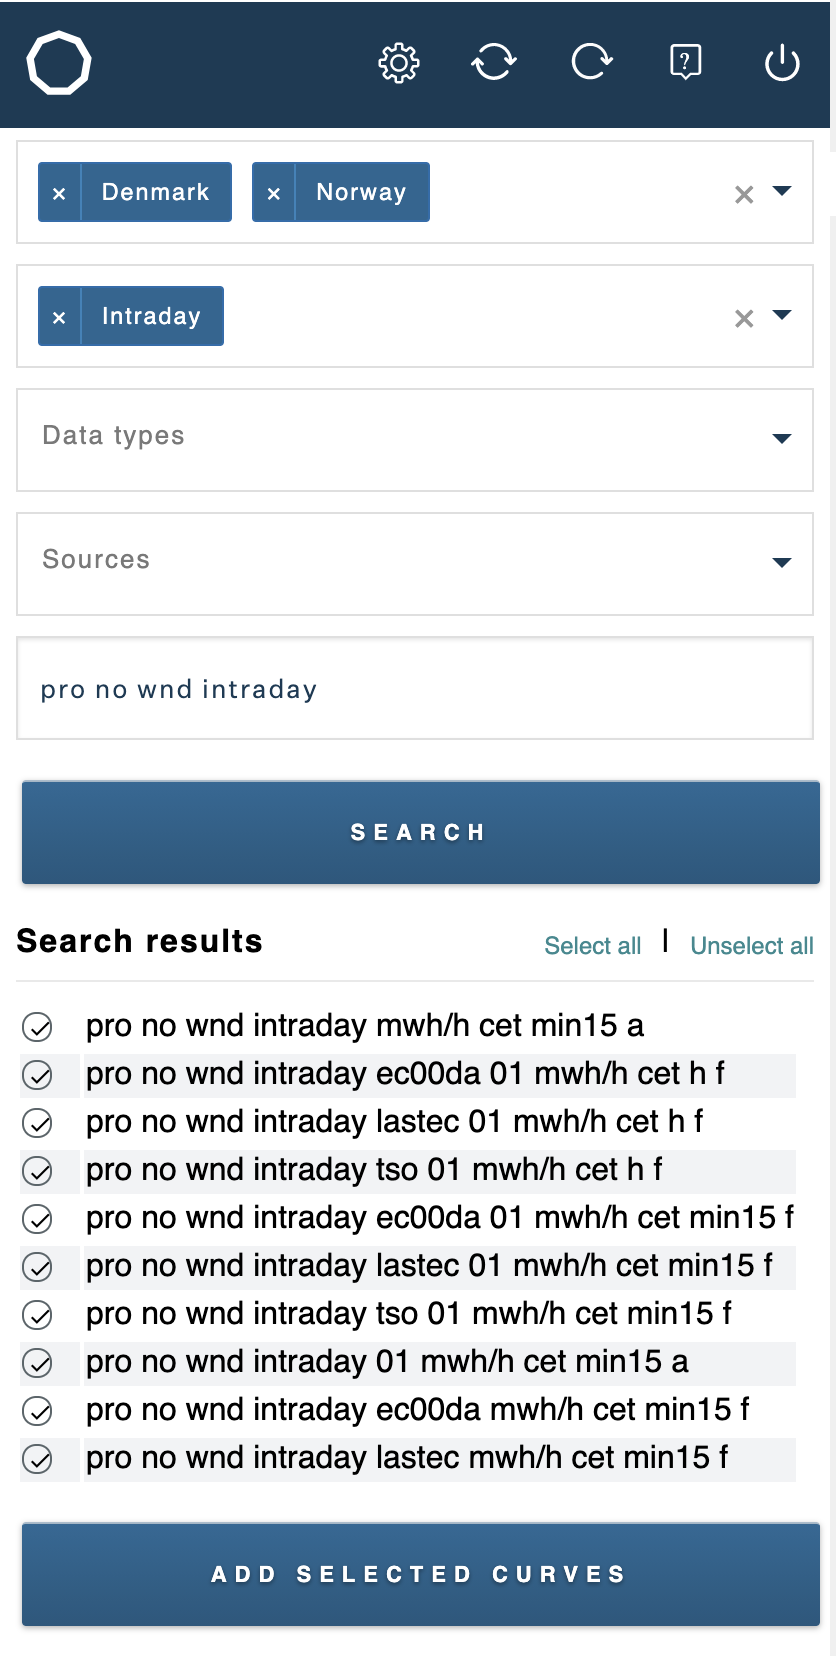 × Denmark × Norway
× Intraday
Data types
Sources
pro no wnd intraday
SEARCH
Search results Select all | Unselect all
pro no wnd intraday mwh/h cet min15 a
pro no wnd intraday ec00da 01 mwh/h cet h f
pro no wnd intraday lastec 01 mwh/h cet h f
pro no wnd intraday tso 01 mwh/h cet h f
pro no wnd intraday ec00da 01 mwh/h cet min15 f
pro no wnd intraday lastec 01 mwh/h cet min15 f
pro no wnd intraday tso 01 mwh/h cet min15 f
pro no wnd intraday 01 mwh/h cet min15 a
pro no wnd intraday ec00da mwh/h cet min15 f
pro no wnd intraday lastec mwh/h cet min15 f
ADD SELECTED CURVES